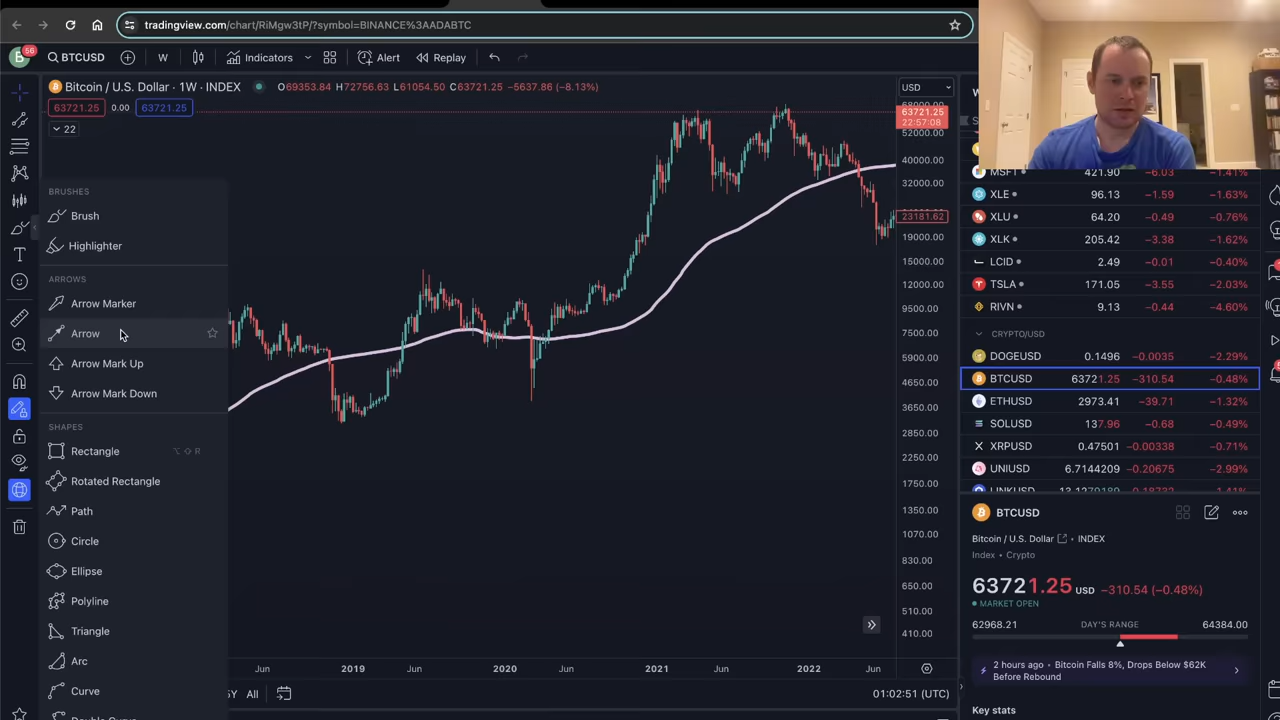 tradingview.com/chart/RiMgw3tP/?symbol=BINANCE%3AADABTC
B 56 BTCUSD W Indicators Alert Replay
Bitcoin / U.S. Dollar · 1W · INDEX O69353.84 H72756.63 L61054.50 C63721.25 −5637.86 (−8.13%) USD
63721.25 0.00 63721.25
22
BRUSHES
Brush
Highlighter
ARROWS
Arrow Marker
Arrow
Arrow Mark Up
Arrow Mark Down
SHAPES
Rectangle ⌥⇧R
Rotated Rectangle
Path
Circle
Ellipse
Polyline
Triangle
Arc
Curve
68000.00
63721.25
22:57:08
52000.00
40000.00
32000.00
23181.62
19000.00
15000.00
12000.00
9500.00
7500.00
5900.00
4650.00
3650.00
2850.00
2250.00
1750.00
1350.00
1070.00
830.00
650.00
510.00
410.00
Jun 2019 Jun 2020 Jun 2021 Jun 2022 Jun
5Y All 01:02:51 (UTC)
MSFT 421.90 −6.03 −1.41%
XLE 96.13 −1.59 −1.63%
XLU 64.20 −0.49 −0.76%
XLK 205.42 −3.38 −1.62%
LCID 2.49 −0.01 −0.40%
TSLA 171.05 −3.55 −2.03%
RIVN 9.13 −0.44 −4.60%
CRYPTO/USD
DOGEUSD 0.1496 −0.0035 −2.29%
BTCUSD 63721.25 −310.54 −0.48%
ETHUSD 2973.41 −39.71 −1.32%
SOLUSD 137.96 −0.68 −0.49%
XRPUSD 0.47501 −0.00338 −0.71%
UNIUSD 6.7144209 −0.20675 −2.99%
BTCUSD
Bitcoin / U.S. Dollar • INDEX
Index • Crypto
63721.25 USD −310.54 (−0.48%)
MARKET OPEN
62968.21 DAY'S RANGE 64384.00
2 hours ago • Bitcoin Falls 8%, Drops Below $62K
Before Rebound
Key stats